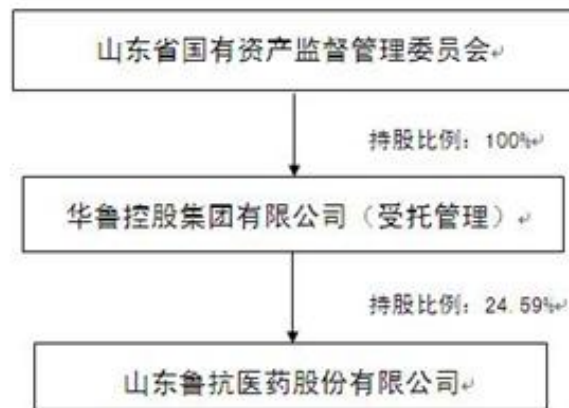 山东省国有资产监督管理委员会
持股比例：100%
华鲁控股集团有限公司（受托管理）
持股比例：24.59%
山东鲁抗医药股份有限公司